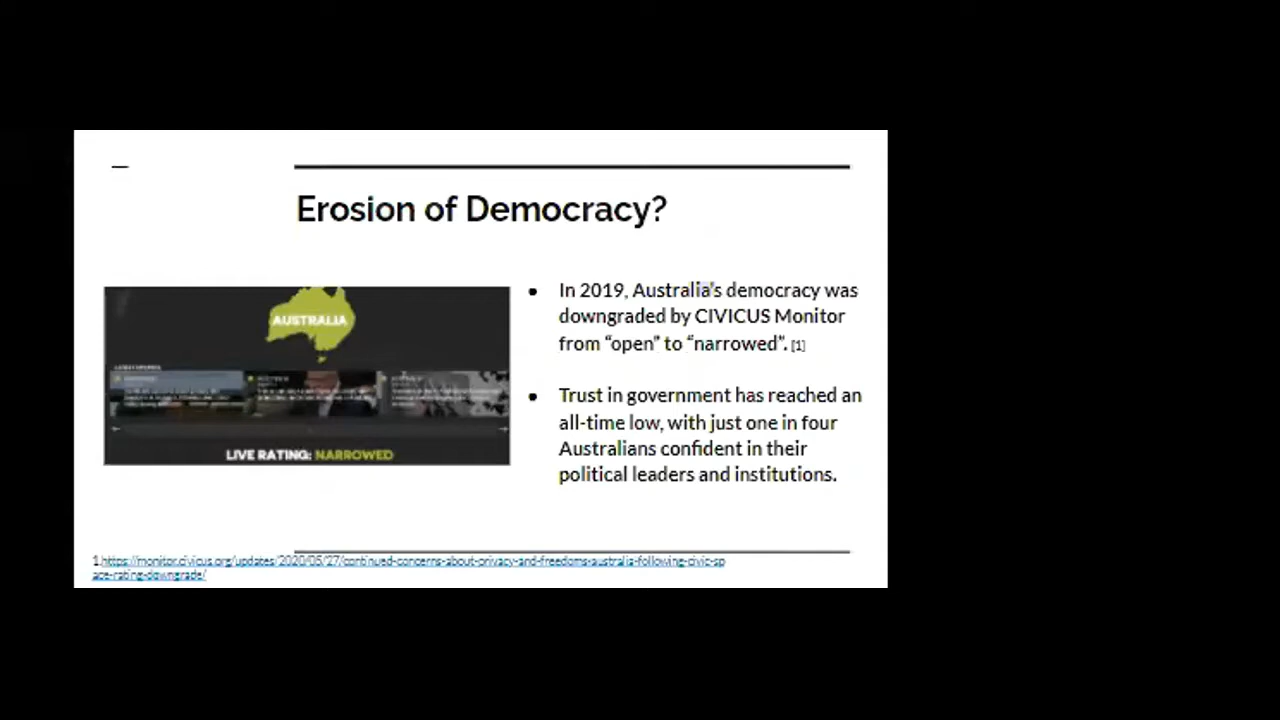 Erosion of Democracy?
AUSTRALIA
LIVE RATING: NARROWED
● In 2019, Australia's democracy was
downgraded by CIVICUS Monitor
from “open” to “narrowed”. [1]
● Trust in government has reached an
all-time low, with just one in four
Australians confident in their
political leaders and institutions.
1.https://monitor.civicus.org/updates/2020/05/27/continued-concerns-about-privacy-and-freedoms-australia-following-civic-sp
ace-rating-downgrade/